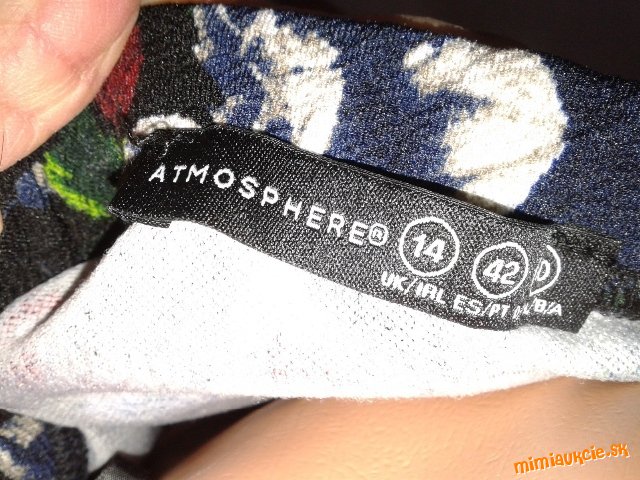 ATMOSPHERE®
14 42
UK/IRL ES/PT
mimiaukcie.sk